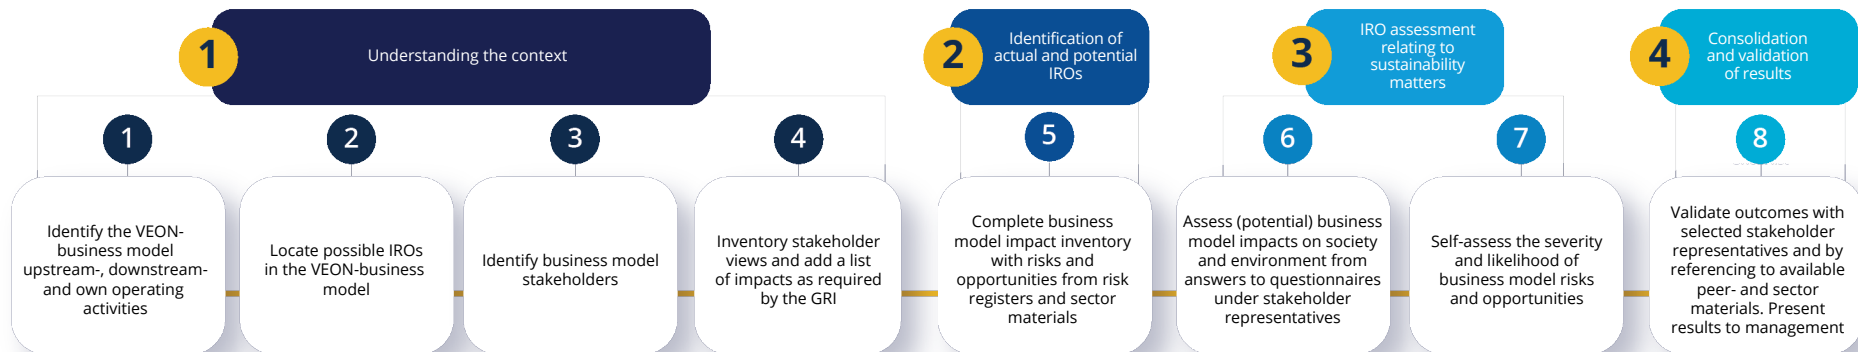 1
Understanding the context
2
Identification of
actual and potential
IROs
3
IRO assessment
relating to
sustainability
matters
4
Consolidation
and validation
of results
1
Identify the VEON-
business model
upstream-, downstream-
and own operating
activities
2
Locate possible IROs
in the VEON-business
model
3
Identify business model
stakeholders
4
Inventory stakeholder
views and add a list
of impacts as required
by the GRI
5
Complete business
model impact inventory
with risks and
opportunities from risk
registers and sector
materials
6
Assess (potential) business
model impacts on society
and environment from
answers to questionnaires
under stakeholder
representatives
7
Self-assess the severity
and likelihood of
business model risks
and opportunities
8
Validate outcomes with
selected stakeholder
representatives and by
referencing to available
peer- and sector
materials. Present
results to management